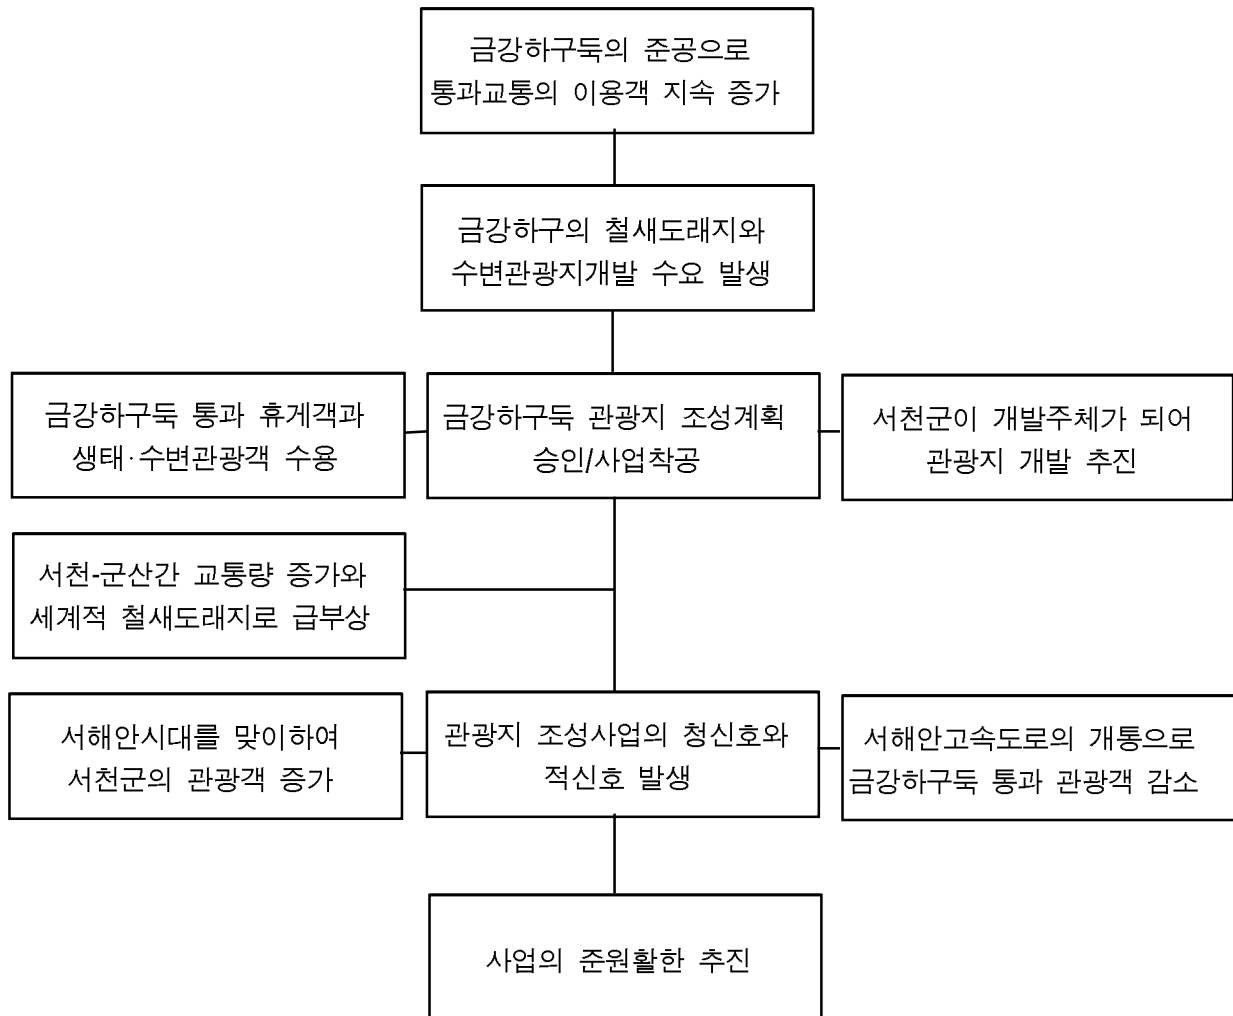 금강하구둑의 준공으로
통과교통의 이용객 지속 증가
금강하구의 철새도래지와
수변관광지개발 수요 발생
금강하구둑 통과 휴게객과
생태·수변관광객 수용
금강하구둑 관광지 조성계획
승인/사업착공
서천군이 개발주체가 되어
관광지 개발 추진
서천-군산간 교통량 증가와
세계적 철새도래지로 급부상
서해안시대를 맞이하여
서천군의 관광객 증가
관광지 조성사업의 청신호와
적신호 발생
서해안고속도로의 개통으로
금강하구둑 통과 관광객 감소
사업의 준원활한 추진